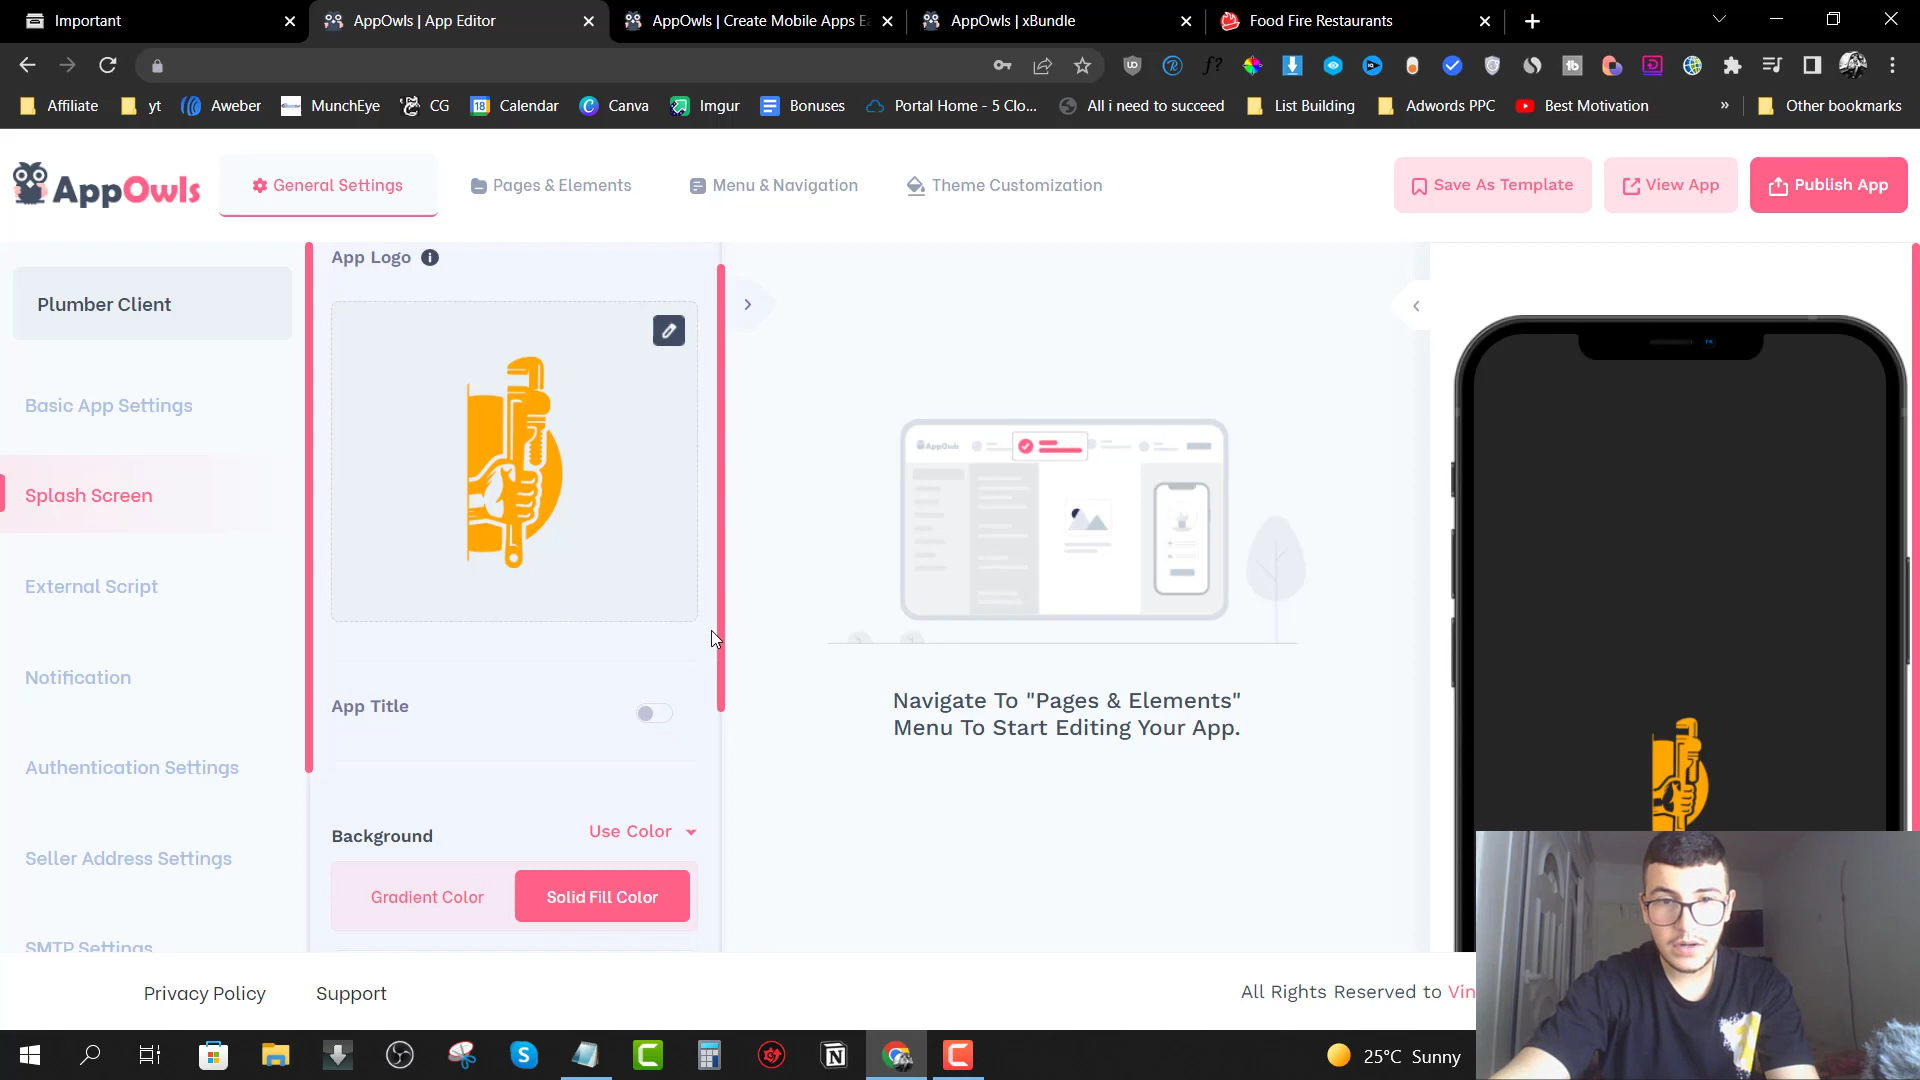 Important
AppOwls | App Editor
AppOwls | Create Mobile Apps Ea
AppOwls | xBundle
Food Fire Restaurants
Affiliate
yt
Aweber
MunchEye
CG
Calendar
Canva
Imgur
Bonuses
Portal Home - 5 Clo...
All i need to succeed
List Building
Adwords PPC
Best Motivation
»
Other bookmarks
AppOwls
General Settings
Pages & Elements
Menu & Navigation
Theme Customization
Save As Template
View App
Publish App
Plumber Client
Basic App Settings
Splash Screen
External Script
Notification
Authentication Settings
Seller Address Settings
SMTP Settings
App Logo
App Title
Background
Use Color
Gradient Color
Solid Fill Color
AppOwls
Navigate To "Pages & Elements"
Menu To Start Editing Your App.
Privacy Policy
Support
All Rights Reserved to Vin
25°C Sunny